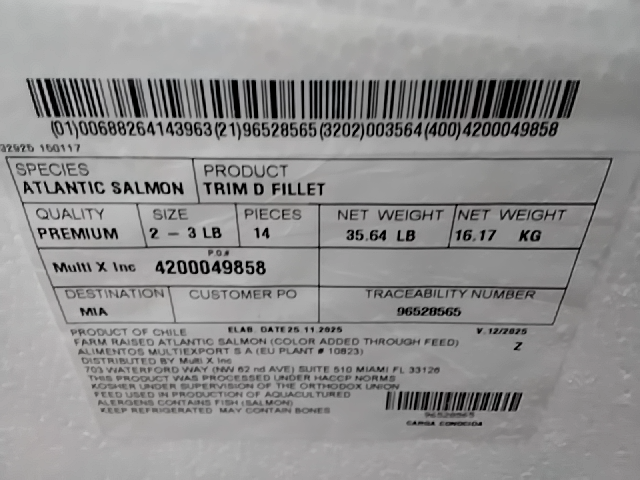 (01)00688264143963(21)96528565(3202)003564(400)4200049858
32925 150117
SPECIES PRODUCT
ATLANTIC SALMON TRIM D FILLET
QUALITY SIZE PIECES NET WEIGHT NET WEIGHT
PREMIUM 2 - 3 LB 14 35.64 LB 16.17 KG
P.O#
Multi X Inc 4200049858
DESTINATION CUSTOMER PO TRACEABILITY NUMBER
MIA 96528565
PRODUCT OF CHILE ELAB. DATE 25.11.2025 V. 12/2025
FARM RAISED ATLANTIC SALMON (COLOR ADDED THROUGH FEED) Z
ALIMENTOS MULTIEXPORT S A (EU PLANT # 10823)
DISTRIBUTED BY Multi X Inc
703 WATERFORD WAY (NW 62 nd AVE) SUITE 510 MIAMI FL 33126
THIS PRODUCT WAS PROCESSED UNDER HACCP NORMS
KOSHER UNDER SUPERVISION OF THE ORTHODOX UNION
FEED USED IN PRODUCTION OF AQUACULTURED
ALERGENS CONTAINS FISH (SALMON)
KEEP REFRIGERATED MAY CONTAIN BONES
96528565
CARGA CONOCIDA